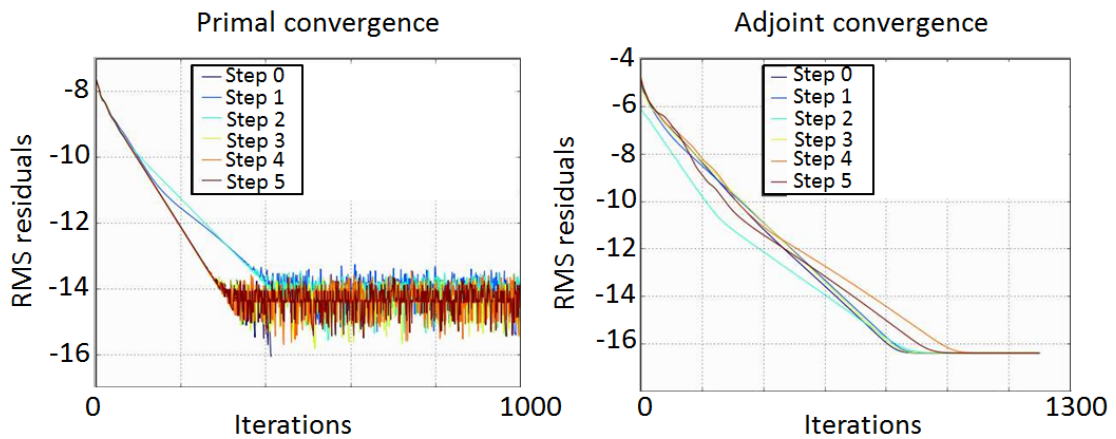 Primal convergence
RMS residuals
-8
-10
-12
-14
-16
Step 0
Step 1
Step 2
Step 3
Step 4
Step 5
0
1000
Iterations
Adjoint convergence
RMS residuals
-4
-6
-8
-10
-12
-14
-16
Step 0
Step 1
Step 2
Step 3
Step 4
Step 5
0
1300
Iterations